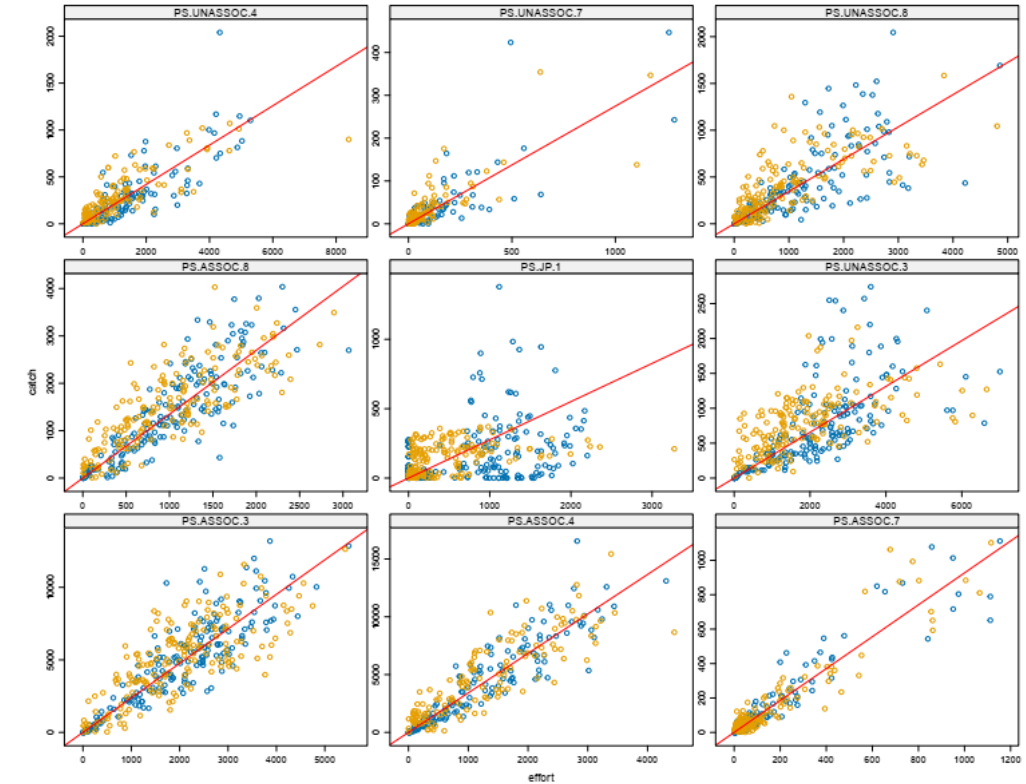 PS.UNASSOC.4 PS.UNASSOC.7 PS.UNASSOC.8
0 500 1000 1500 2000
0 100 200 300 400
0 500 1000 1500 2000
0 2000 4000 6000 8000
0 500 1000
0 1000 2000 3000 4000 5000
PS.ASSOC.8 PS.JP.1 PS.UNASSOC.3
catch
0 1000 2000 3000 4000
0 500 1000
0 500 1000 1500 2000 2500
0 500 1000 1500 2000 2500 3000
0 1000 2000 3000
0 2000 4000 6000
PS.ASSOC.3 PS.ASSOC.4 PS.ASSOC.7
0 5000 10000
0 5000 10000 15000
0 200 400 600 800 1000
0 1000 2000 3000 4000 5000
0 1000 2000 3000 4000
0 200 400 600 800 1000 1200
effort